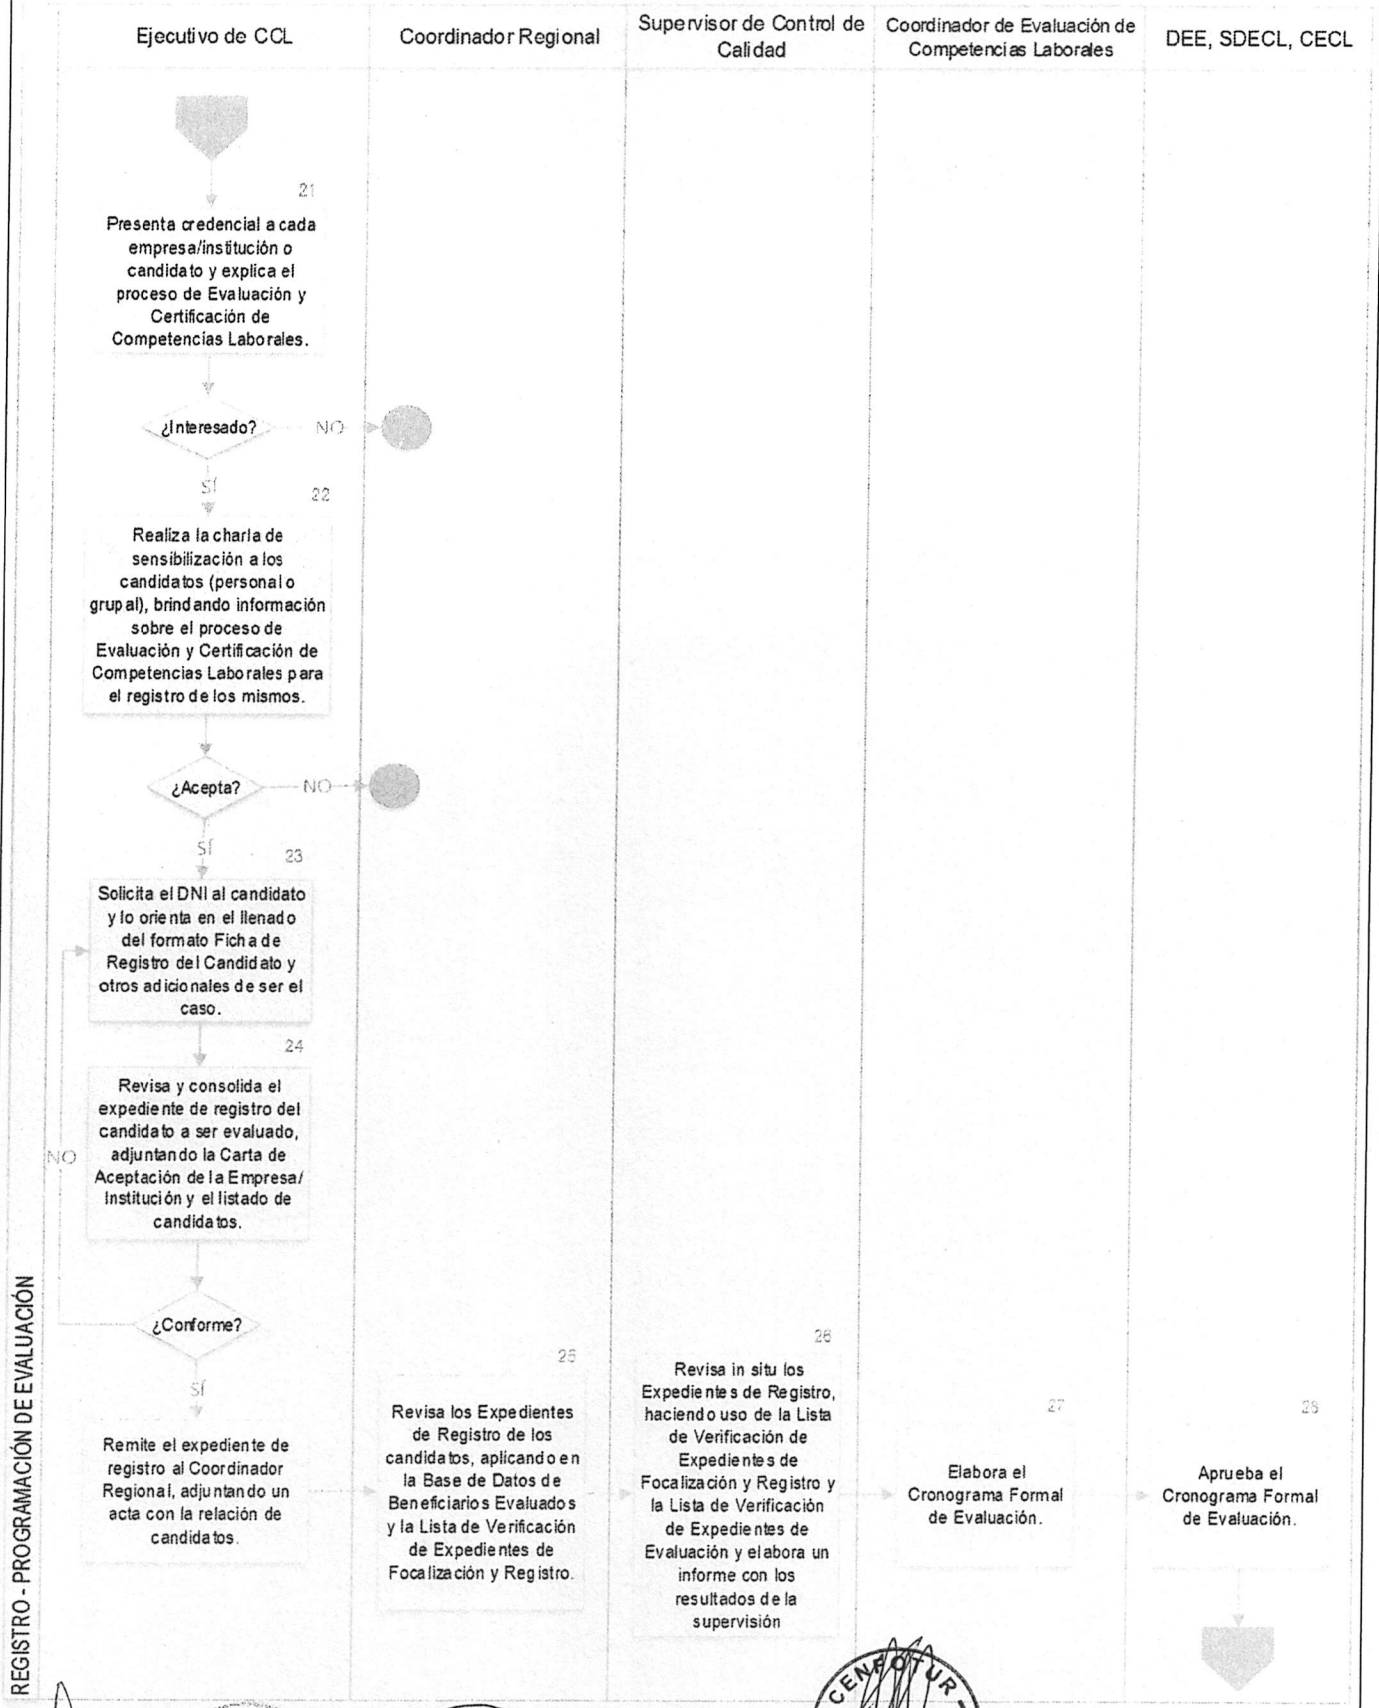 Ejecutivo de CCL
Coordinador Regional
Supervisor de Control de
Calidad
Coordinador de Evaluación de
Competencias Laborales
DEE, SDECL, CECL
21
Presenta credencial a cada
empresa/institución o
candidato y explica el
proceso de Evaluación y
Certificación de
Competencias Laborales.
¿Interesado?
NO
SÍ
22
Realiza la charla de
sensibilización a los
candidatos (personal o
grupal), brindando información
sobre el proceso de
Evaluación y Certificación de
Competencias Laborales para
el registro de los mismos.
¿Acepta?
NO
SÍ
23
Solicita el DNI al candidato
y lo orienta en el llenado
del formato Ficha de
Registro del Candidato y
otros adicionales de ser el
caso.
24
Revisa y consolida el
expediente de registro del
candidato a ser evaluado,
adjuntando la Carta de
Aceptación de la Empresa/
Institución y el listado de
candidatos.
NO
¿Conforme?
SÍ
Remite el expediente de
registro al Coordinador
Regional, adjuntando un
acta con la relación de
candidatos.
25
Revisa los Expedientes
de Registro de los
candidatos, aplicando en
la Base de Datos de
Beneficiarios Evaluados
y la Lista de Verificación
de Expedientes de
Focalización y Registro.
26
Revisa in situ los
Expedientes de Registro,
haciendo uso de la Lista
de Verificación de
Expedientes de
Focalización y Registro y
la Lista de Verificación
de Expedientes de
Evaluación y elabora un
informe con los
resultados de la
supervisión
27
Elabora el
Cronograma Formal
de Evaluación.
28
Aprueba el
Cronograma Formal
de Evaluación.
REGISTRO - PROGRAMACIÓN DE EVALUACIÓN
CENFOTUR